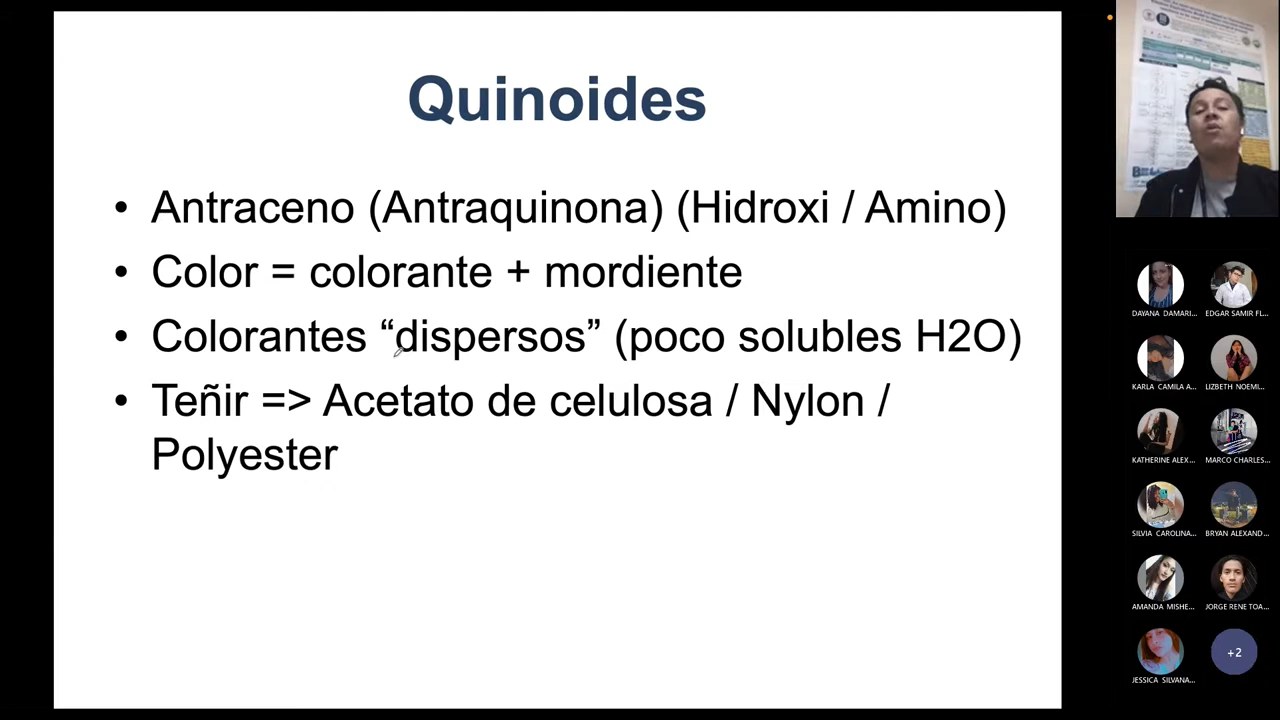 Quinoides
• Antraceno (Antraquinona) (Hidroxi / Amino)
• Color = colorante + mordiente
• Colorantes “dispersos” (poco solubles H2O)
• Teñir => Acetato de celulosa / Nylon /
Polyester
DAYANA DAMARI...
EDGAR SAMIR FL...
KARLA CAMILA A...
LIZBETH NOEMI...
KATHERINE ALEX...
MARCO CHARLES...
SILVIA CAROLINA...
BRYAN ALEXAND...
AMANDA MISHE...
JORGE RENE TOA...
JESSICA SILVANA...
+2